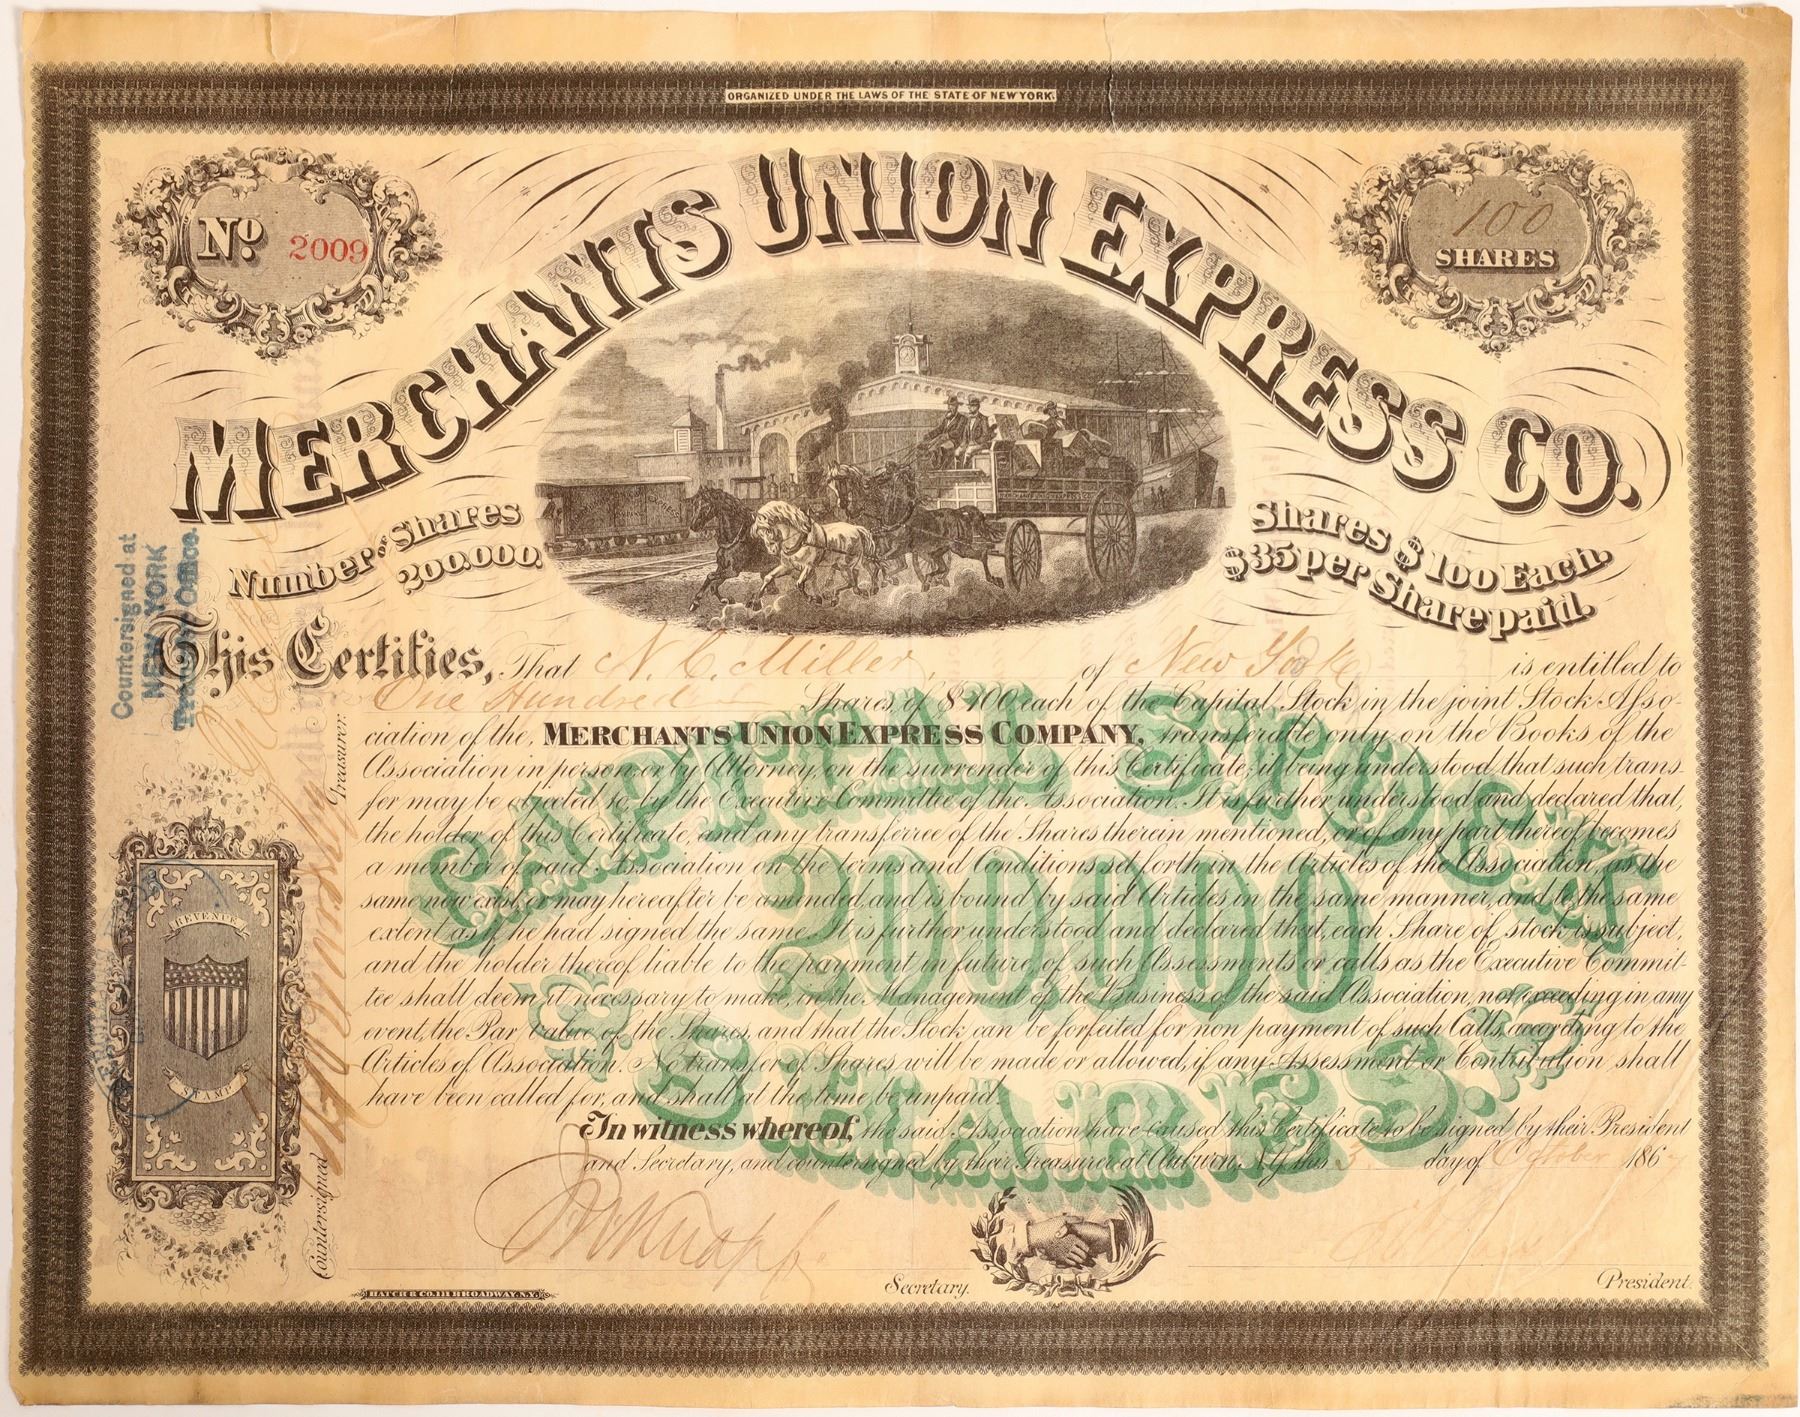 ORGANIZED UNDER THE LAWS OF THE STATE OF NEW YORK.
No. 2009
100
SHARES
MERCHANTS UNION EXPRESS CO.
Number of Shares
200.000.
Shares $100 Each.
$35 per Share paid.
Countersigned at
NEW YORK
Transfer Office.
This Certifies, That N. C. Miller, of New York is entitled to
One Hundred Shares, of $100 each of the Capital Stock in the joint Stock Asso-
ciation of the, MERCHANTS UNION EXPRESS COMPANY, transferable only on the Books of the
Association in person, or by Attorney, on the surrender of this Certificate; it being understood that such trans-
fer may be objected to, by the Executive Committee of the Association. It is further understood and declared that,
the holder of this Certificate, and any transferree of the Shares therein mentioned, or of any part thereof becomes
a member of said Association on the terms and Conditions set forth in the Articles of the Association, as the
same now exist, or may hereafter be amended, and is bound by said Articles in the same manner, and to the same
extent as if he had signed the same. It is further understood and declared that, each Share of stock is subject,
and the holder thereof liable to the payment in future, of such Assessments or calls as the Executive Commit-
tee shall deem it necessary to make, in the Management of the Business of the said Association, not exceeding in any
event, the Par value of the Shares, and that the Stock can be forfeited for non payment of such Calls, according to the
Articles of Association. No transfer of Shares, will be made or allowed, if any Assessment or Contribution shall
have been called for, and shall at the time be unpaid.
In witness whereof, the said Association have caused this Certificate to be signed by their President
and Secretary, and countersigned by their Treasurer at Auburn, N.Y. this 3 day of October 1867
CAPITAL STOCK
200,000
SHARES.
REVENUE
STAMP
Countersigned
Treasurer.
Secretary.
President.
HATCH & CO. 111 BROADWAY, N.Y.